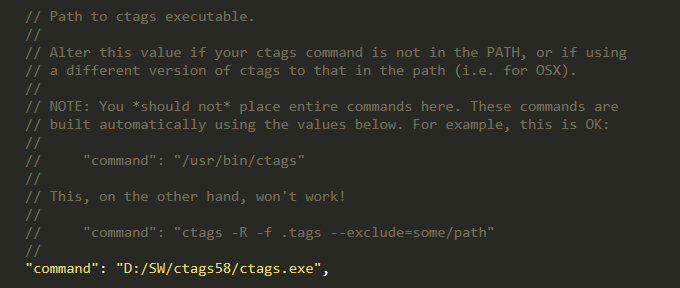 // Path to ctags executable.
//
// Alter this value if your ctags command is not in the PATH, or if using
// a different version of ctags to that in the path (i.e. for OSX).
//
// NOTE: You *should not* place entire commands here. These commands are
// built automatically using the values below. For example, this is OK:
//
//     "command": "/usr/bin/ctags"
//
// This, on the other hand, won't work!
//
//     "command": "ctags -R -f .tags --exclude=some/path"
//
"command": "D:/SW/ctags58/ctags.exe",